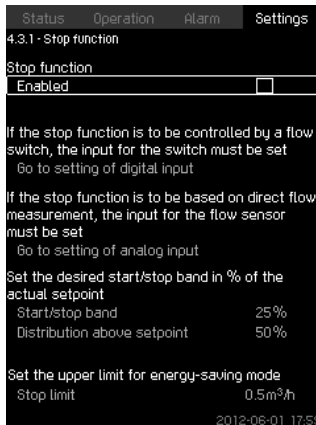 Status Operation Alarm Settings
4.3.1 - Stop function
Stop function
Enabled
If the stop function is to be controlled by a flow
switch, the input for the switch must be set
Go to setting of digital input
If the stop function is to be based on direct flow
measurement, the input for the flow sensor
must be set
Go to setting of analog input
Set the desired start/stop band in % of the
actual setpoint
Start/stop band 25%
Distribution above setpoint 50%
Set the upper limit for energy-saving mode
Stop limit 0.5m³/h
2012-06-01 17:59